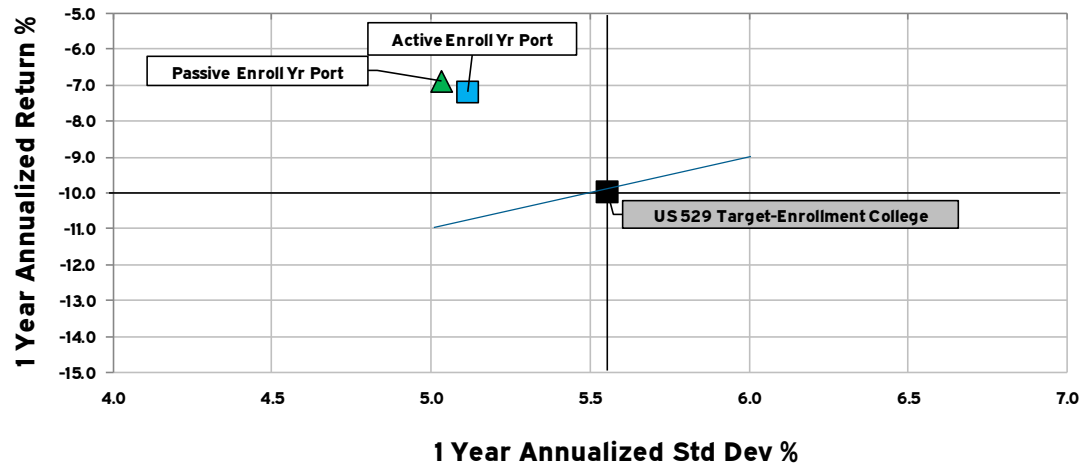 1 Year Annualized Return %
-5.0
-6.0
-7.0
-8.0
-9.0
-10.0
-11.0
-12.0
-13.0
-14.0
-15.0
Active Enroll Yr Port
Passive Enroll Yr Port
US 529 Target-Enrollment College
4.0 4.5 5.0 5.5 6.0 6.5 7.0
1 Year Annualized Std Dev %